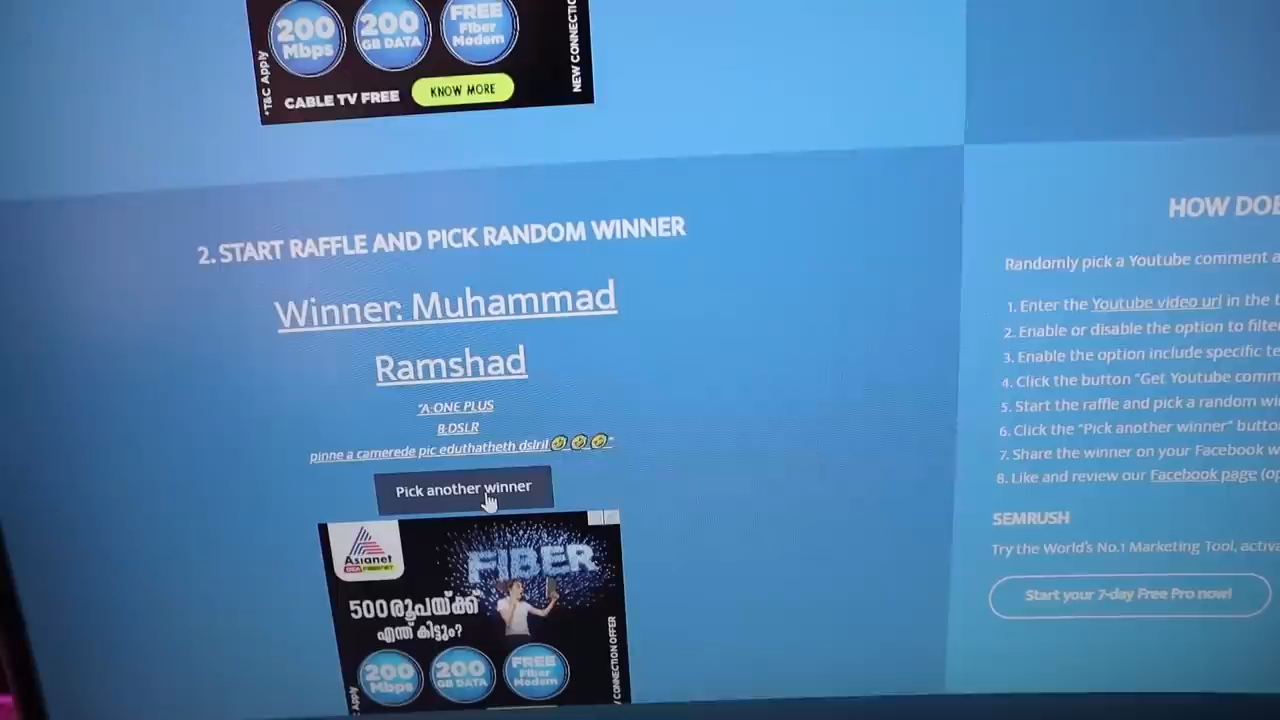 200
Mbps
200
GB DATA
FREE
Fiber
Modem
*T&C Apply
CABLE TV FREE
KNOW MORE
2. START RAFFLE AND PICK RANDOM WINNER
Winner: Muhammad
Ramshad
"A:ONE PLUS
B:DSLR
pinne a camerede pic eduthatheth dslril🤣🤣🤣"
Pick another winner
Asianet
FIBER
500 രൂപയ്ക്ക്
എന്ത് കിട്ടും?
200
Mbps
200
GB DATA
FREE
Fiber
Modem
CONNECTION OFFER
Apply
HOW DOE
Randomly pick a Youtube comment a
1. Enter the Youtube video url in the
2. Enable or disable the option to filte
3. Enable the option include specific te
4. Click the button "Get Youtube comm
5. Start the raffle and pick a random wi
6. Click the "Pick another winner" butto
7. Share the winner on your Facebook w
8. Like and review our Facebook page (op
SEMRUSH
Try the World's No.1 Marketing Tool, activa
Start your 7-day Free Pro now!